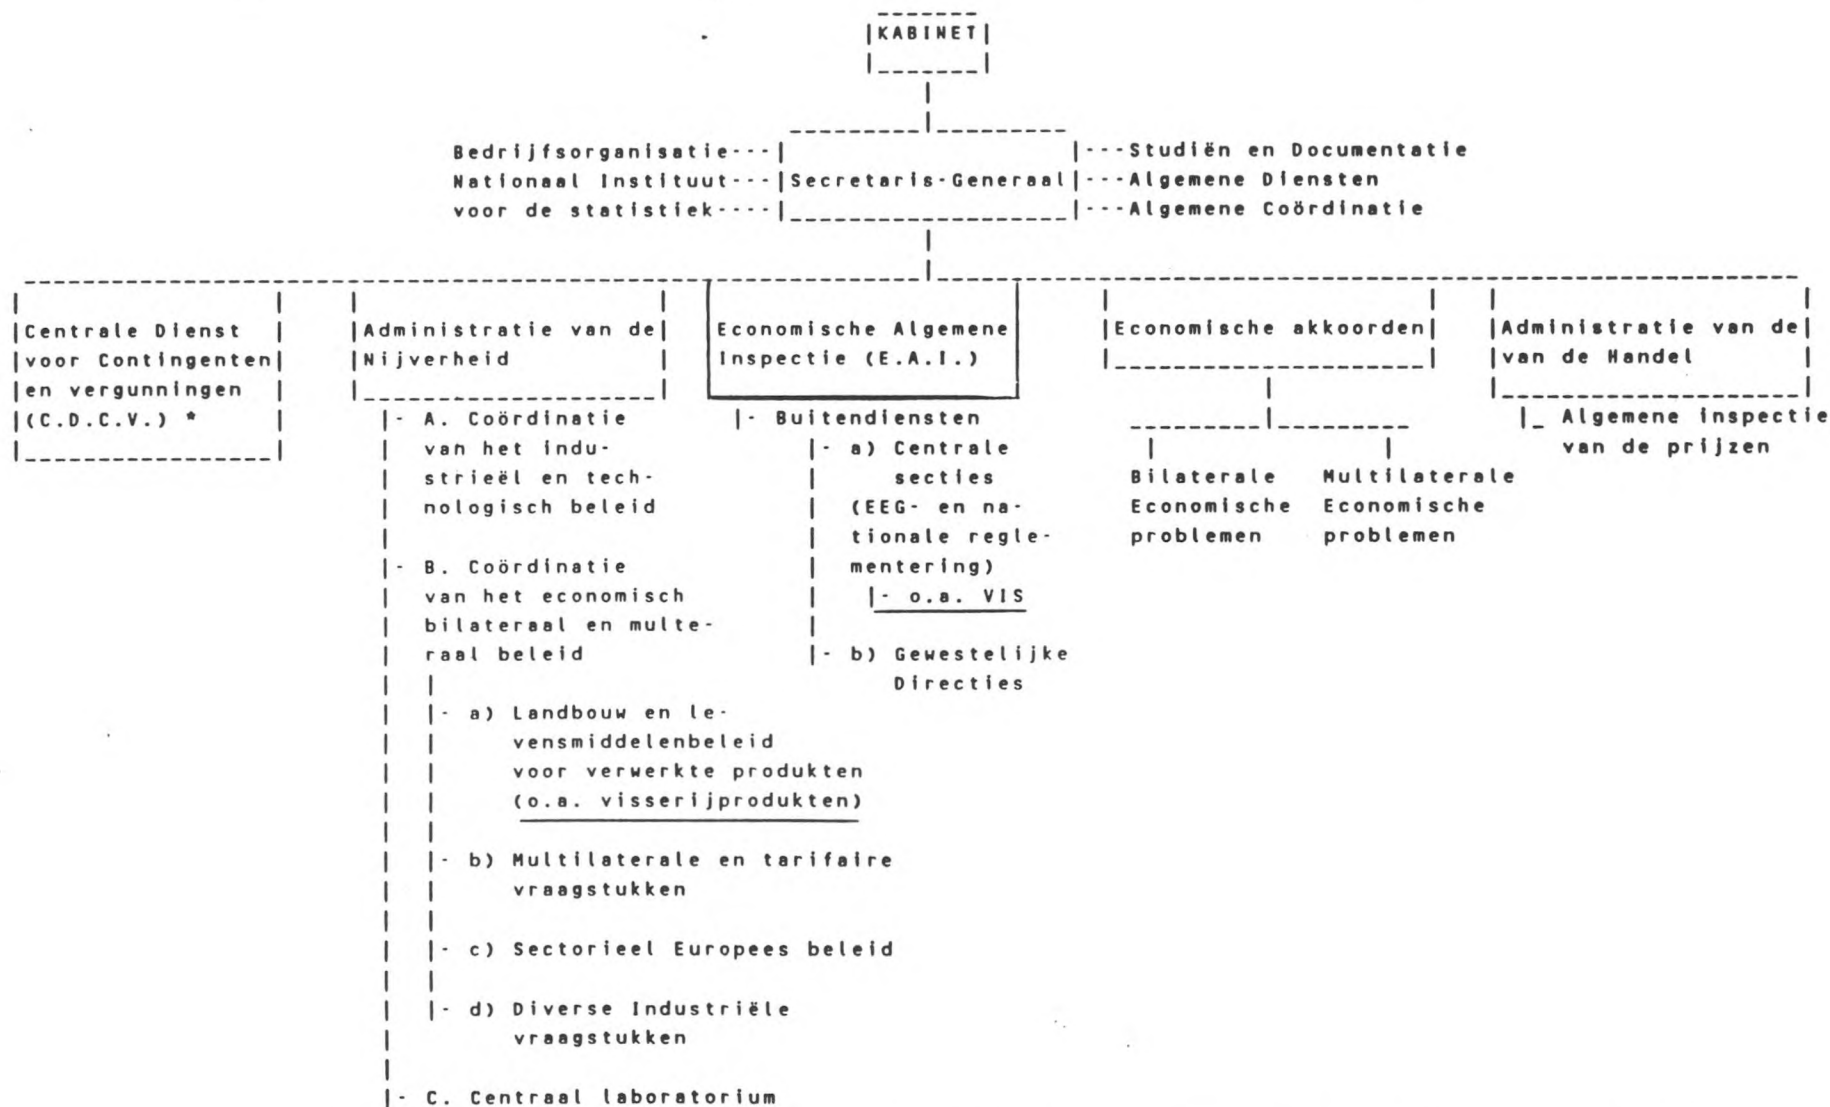 KABINET
Bedrijfsorganisatie
Nationaal Instituut
voor de statistiek
Secretaris-Generaal
Studiën en Documentatie
Algemene Diensten
Algemene Coördinatie
Centrale Dienst
voor Contingenten
en vergunningen
(C.D.C.V.) *
Administratie van de
Nijverheid
A. Coördinatie
van het indu-
strieël en tech-
nologisch beleid
B. Coördinatie
van het economisch
bilateraal en multe-
raal beleid
a) Landbouw en le-
vensmiddelenbeleid
voor verwerkte produkten
(o.a. visserijprodukten)
b) Multilaterale en tarifaire
vraagstukken
c) Sectorieel Europees beleid
d) Diverse Industriële
vraagstukken
C. Centraal laboratorium
Economische Algemene
Inspectie (E.A.I.)
Buitendiensten
a) Centrale
secties
(EEG- en na-
tionale regle-
mentering)
o.a. VIS
b) Gewestelijke
Directies
Economische akkoorden
Bilaterale
Economische
problemen
Multilaterale
Economische
problemen
Administratie van de
van de Handel
Algemene inspectie
van de prijzen